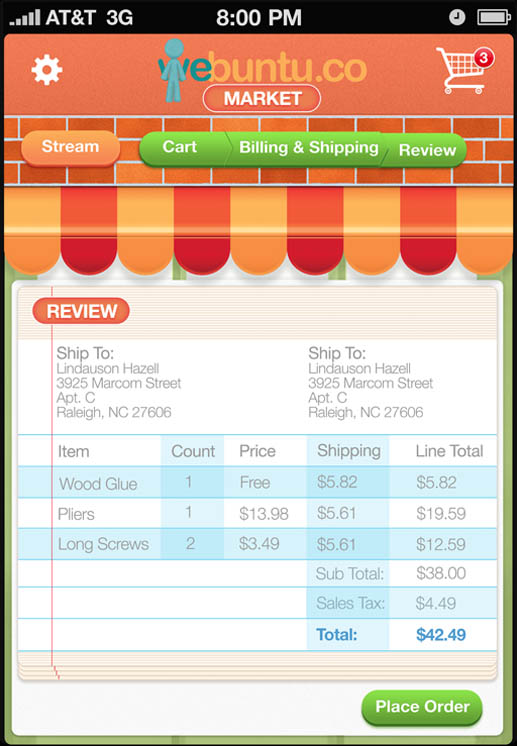 AT&T 3G 8:00 PM
webuntu.co
3
MARKET
Stream Cart Billing & Shipping Review
REVIEW
Ship To: Ship To:
Lindauson Hazell Lindauson Hazell
3925 Marcom Street 3925 Marcom Street
Apt. C Apt. C
Raleigh, NC 27606 Raleigh, NC 27606
Item Count Price Shipping Line Total
Wood Glue 1 Free $5.82 $5.82
Pliers 1 $13.98 $5.61 $19.59
Long Screws 2 $3.49 $5.61 $12.59
Sub Total: $38.00
Sales Tax: $4.49
Total: $42.49
Place Order